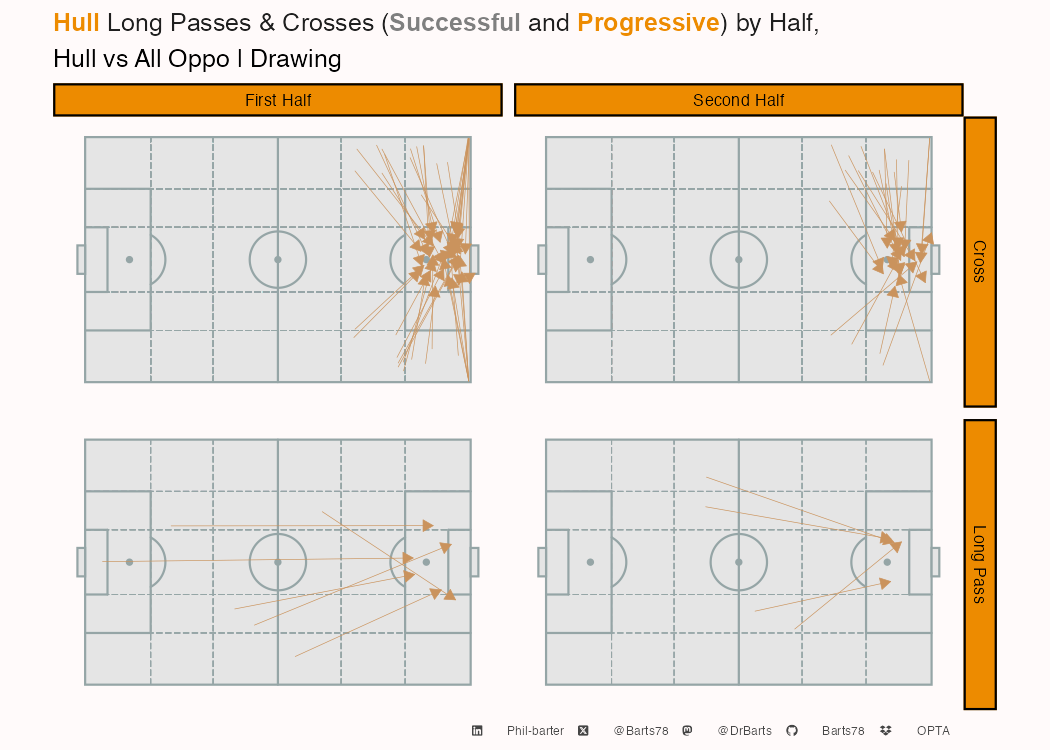 Hull Long Passes & Crosses (Successful and Progressive) by Half,
Hull vs All Oppo | Drawing
First Half
Second Half
Cross
Long Pass
Phil-barter @Barts78 @DrBarts Barts78 OPTA